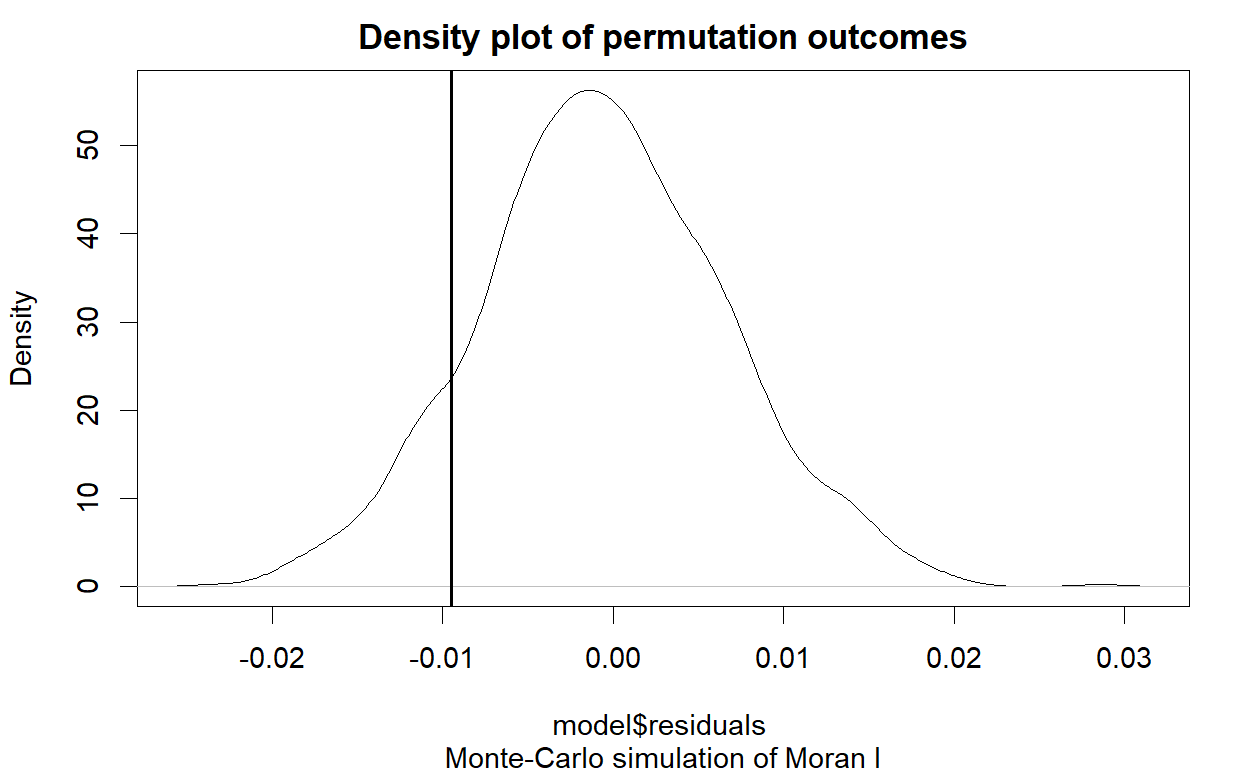 Density plot of permutation outcomes
50
40
30
20
10
0
Density
-0.02 -0.01 0.00 0.01 0.02 0.03
model$residuals
Monte-Carlo simulation of Moran I